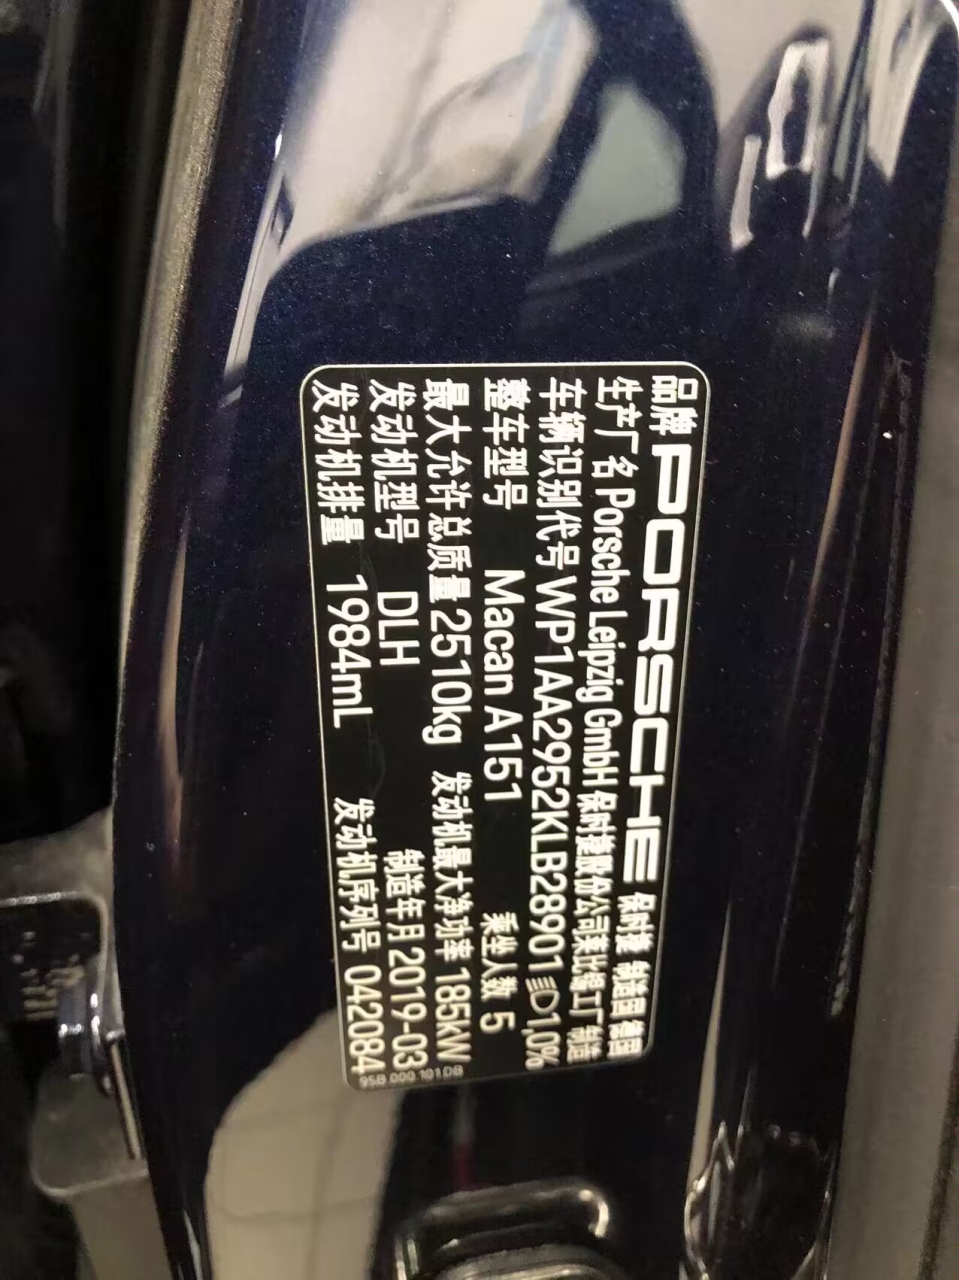 品牌 PORSCHE 保时捷 制造国 德国
生产厂名 Porsche Leipzig GmbH 保时捷股份公司莱比锡工厂 制造
车辆识别代号 WP1AA2952KLB28901 1,0%
整车型号 Macan A151 乘坐人数 5
最大允许总质量 2510kg 发动机最大净功率 185kW
发动机型号 DLH 制造年月 2019-03
发动机排量 1984mL 发动机序列号 042084
95B 000 101 DB